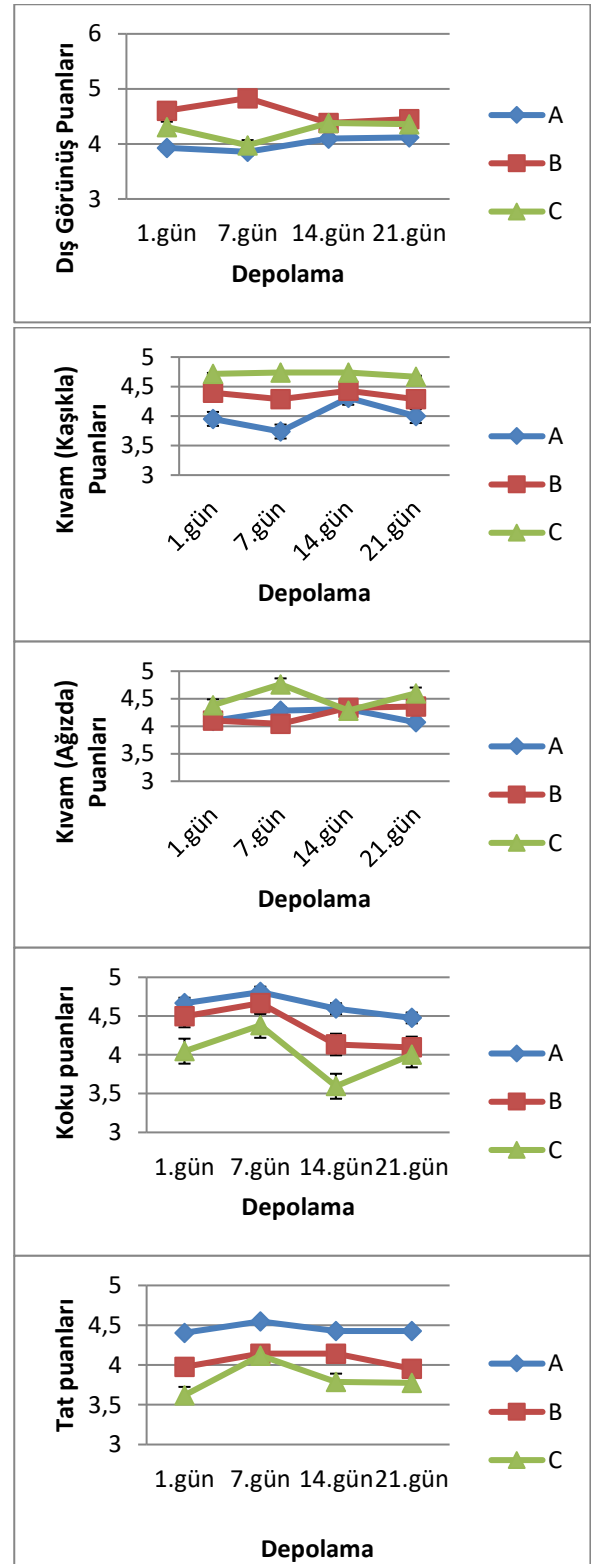 Dış Görünüş Puanları
6
5
4
3
1.gün 7.gün 14.gün 21.gün
Depolama
A
B
C
Kıvam (Kaşıkla)
Puanları
5
4,5
4
3,5
3
1.gün 7.gün 14.gün 21.gün
Depolama
A
B
C
Kıvam (Ağızda)
Puanları
5
4,5
4
3,5
3
1.gün 7.gün 14.gün 21.gün
Depolama
A
B
C
Koku puanları
5
4,5
4
3,5
3
1.gün 7.gün 14.gün 21.gün
Depolama
A
B
C
Tat puanları
5
4,5
4
3,5
3
1.gün 7.gün 14.gün 21.gün
Depolama
A
B
C